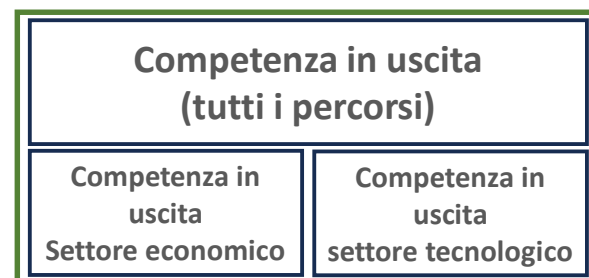 Competenza in uscita
(tutti i percorsi)
Competenza in
uscita
Settore economico
Competenza in
uscita
settore tecnologico